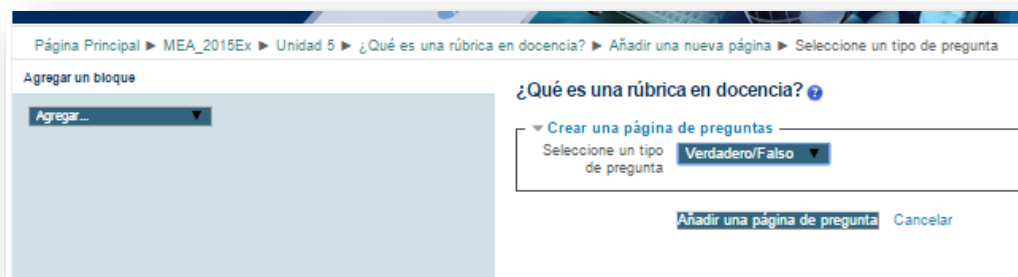 Página Principal ► MEA_2015Ex ► Unidad 5 ► ¿Qué es una rúbrica en docencia? ► Añadir una nueva página ► Seleccione un tipo de pregunta
Agregar un bloque
Agregar...
¿Qué es una rúbrica en docencia?
Crear una página de preguntas
Seleccione un tipo
de pregunta
Verdadero/Falso
Añadir una página de pregunta
Cancelar